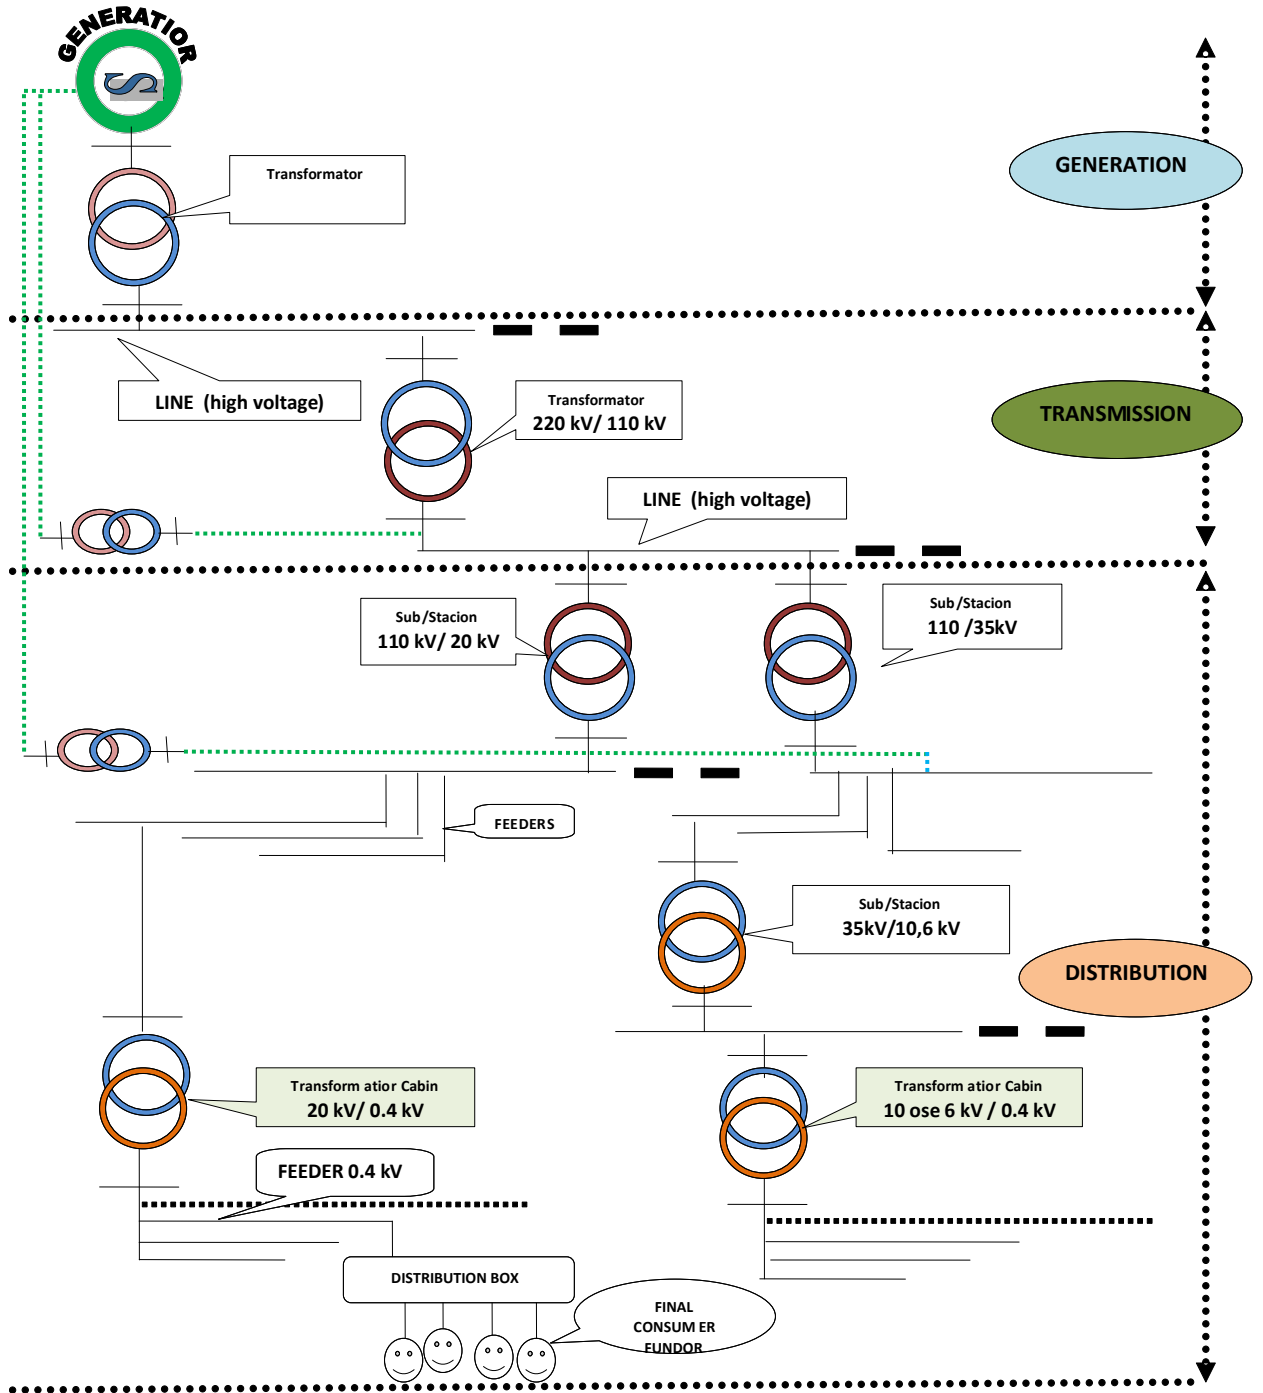 GENERATIOR
S
Transformator
GENERATION
LINE (high voltage)
Transformator
220 kV/ 110 kV
TRANSMISSION
LINE (high voltage)
Sub/Stacion
110 kV/ 20 kV
Sub/Stacion
110 /35kV
FEEDERS
Sub/Stacion
35kV/10,6 kV
DISTRIBUTION
Transform atior Cabin
20 kV/ 0.4 kV
Transform atior Cabin
10 ose 6 kV / 0.4 kV
FEEDER 0.4 kV
DISTRIBUTION BOX
FINAL
CONSUM ER
FUNDOR